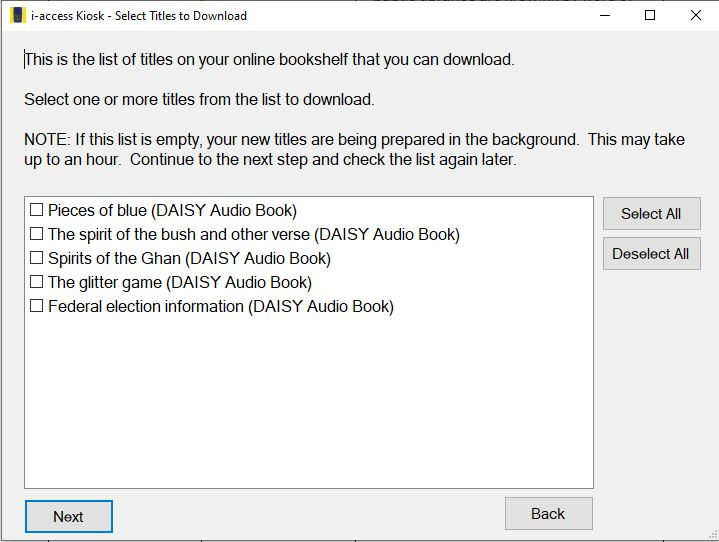 i-access Kiosk - Select Titles to Download
This is the list of titles on your online bookshelf that you can download.
Select one or more titles from the list to download.
NOTE: If this list is empty, your new titles are being prepared in the background.  This may take
up to an hour.  Continue to the next step and check the list again later.
Pieces of blue (DAISY Audio Book)
The spirit of the bush and other verse (DAISY Audio Book)
Spirits of the Ghan (DAISY Audio Book)
The glitter game (DAISY Audio Book)
Federal election information (DAISY Audio Book)
Select All
Deselect All
Next
Back